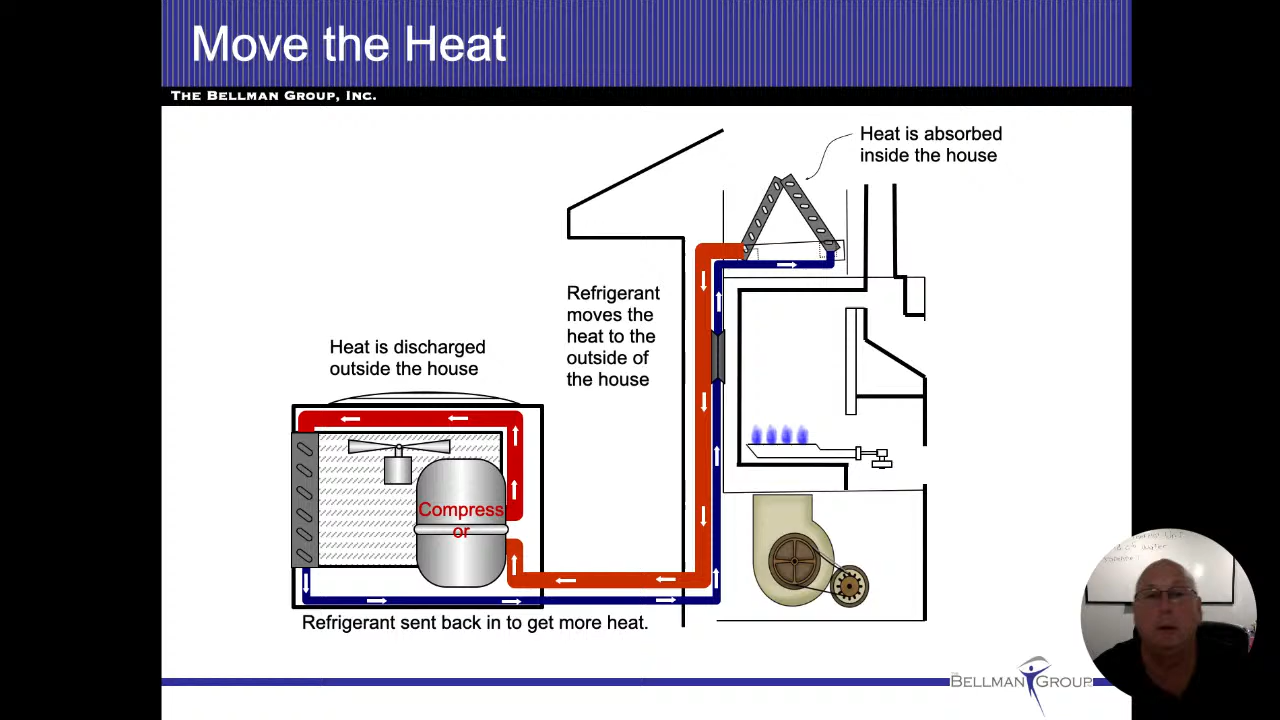 Move the Heat
THE BELLMAN GROUP, INC.
Heat is absorbed
inside the house
Refrigerant
moves the
heat to the
outside of
the house
Heat is discharged
outside the house
Compress
or
Refrigerant sent back in to get more heat.
THE
BELLMAN GROUP
Water